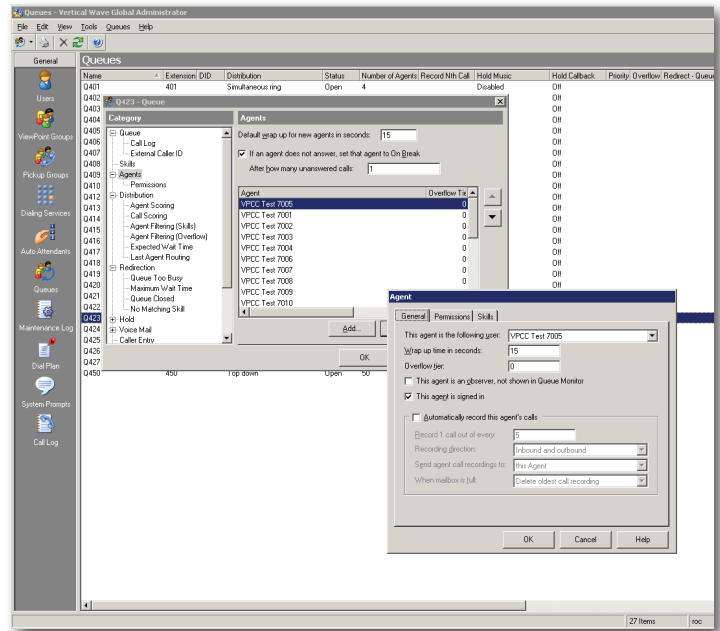 Queues - Vertical Wave Global Administrator
File Edit View Tools Queues Help
General
Queues
Name Extension DID Distribution Status Number of Agents Record Nth Call Hold Music Hold Callback Priority Overflow Redirect - Queue
Q401 401 Simultaneous ring Open 4 Disabled Off
Q402 Off
Q403 Off
Q404 Off
Q405 Off
Q406 Off
Q407 Off
Q408 Off
Q409 Off
Q410 Off
Q412 Off
Q413 Off
Q414 Off
Q415 Off
Q416 Off
Q417 Off
Q418 Off
Q419 Off
Q420 Off
Q421
Q422
Q423
Q424
Q425
Q426
Q427
Q450 450 Top down Open 50
Users
ViewPoint Groups
Pickup Groups
Dialing Services
Auto Attendants
Queues
Maintenance Log
Dial Plan
System Prompts
Call Log
Q423 - Queue
Category
Queue
Call Log
External Caller ID
Skills
Agents
Permissions
Distribution
Agent Scoring
Call Scoring
Agent Filtering (Skills)
Agent Filtering (Overflow)
Expected Wait Time
Last Agent Routing
Redirection
Queue Too Busy
Maximum Wait Time
Queue Closed
No Matching Skill
Hold
Voice Mail
Caller Entry
Agents
Default wrap up for new agents in seconds: 15
If an agent does not answer, set that agent to On Break
After how many unanswered calls: 1
Agent Overflow Tie
VPCC Test 7005 0
VPCC Test 7001 0
VPCC Test 7002 0
VPCC Test 7003 0
VPCC Test 7004 0
VPCC Test 7006 0
VPCC Test 7007 0
VPCC Test 7008 0
VPCC Test 7009
VPCC Test 7010
Add...
OK
Agent
General Permissions Skills
This agent is the following user: VPCC Test 7005
Wrap up time in seconds: 15
Overflow tier: 0
This agent is an observer, not shown in Queue Monitor
This agent is signed in
Automatically record this agent's calls
Record 1 call out of every: 5
Recording direction: Inbound and outbound
Send agent call recordings to: this Agent
When mailbox is full: Delete oldest call recording
OK Cancel Help
27 Items roc